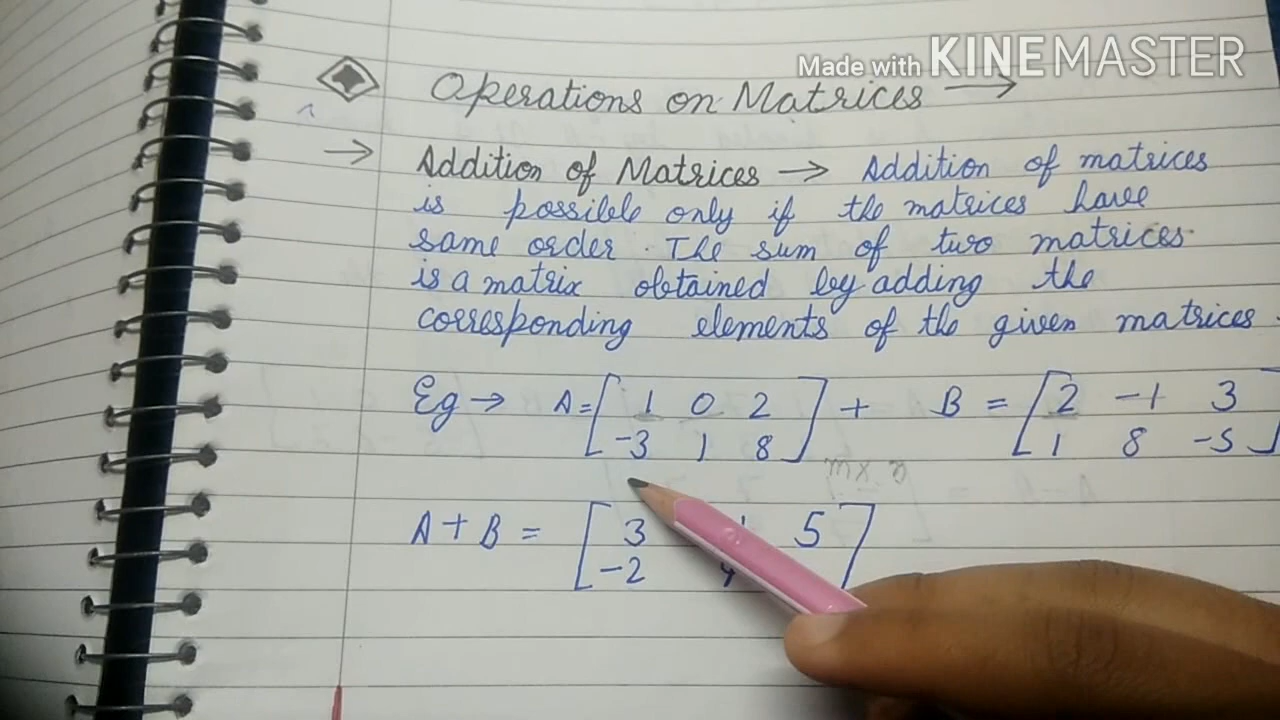 Made with KINEMASTER
Operations on Matrices →
→ Addition of Matrices → Addition of matrices
is possible only if the matrices have
same order. The sum of two matrices
is a matrix obtained by adding the
corresponding elements of the given matrices.
Eg → A = [ 1 0 2 ] + B = [ 2 -1 3 ]
-3 1 8 1 8 -5
A + B = [ 3 5 ]
-2